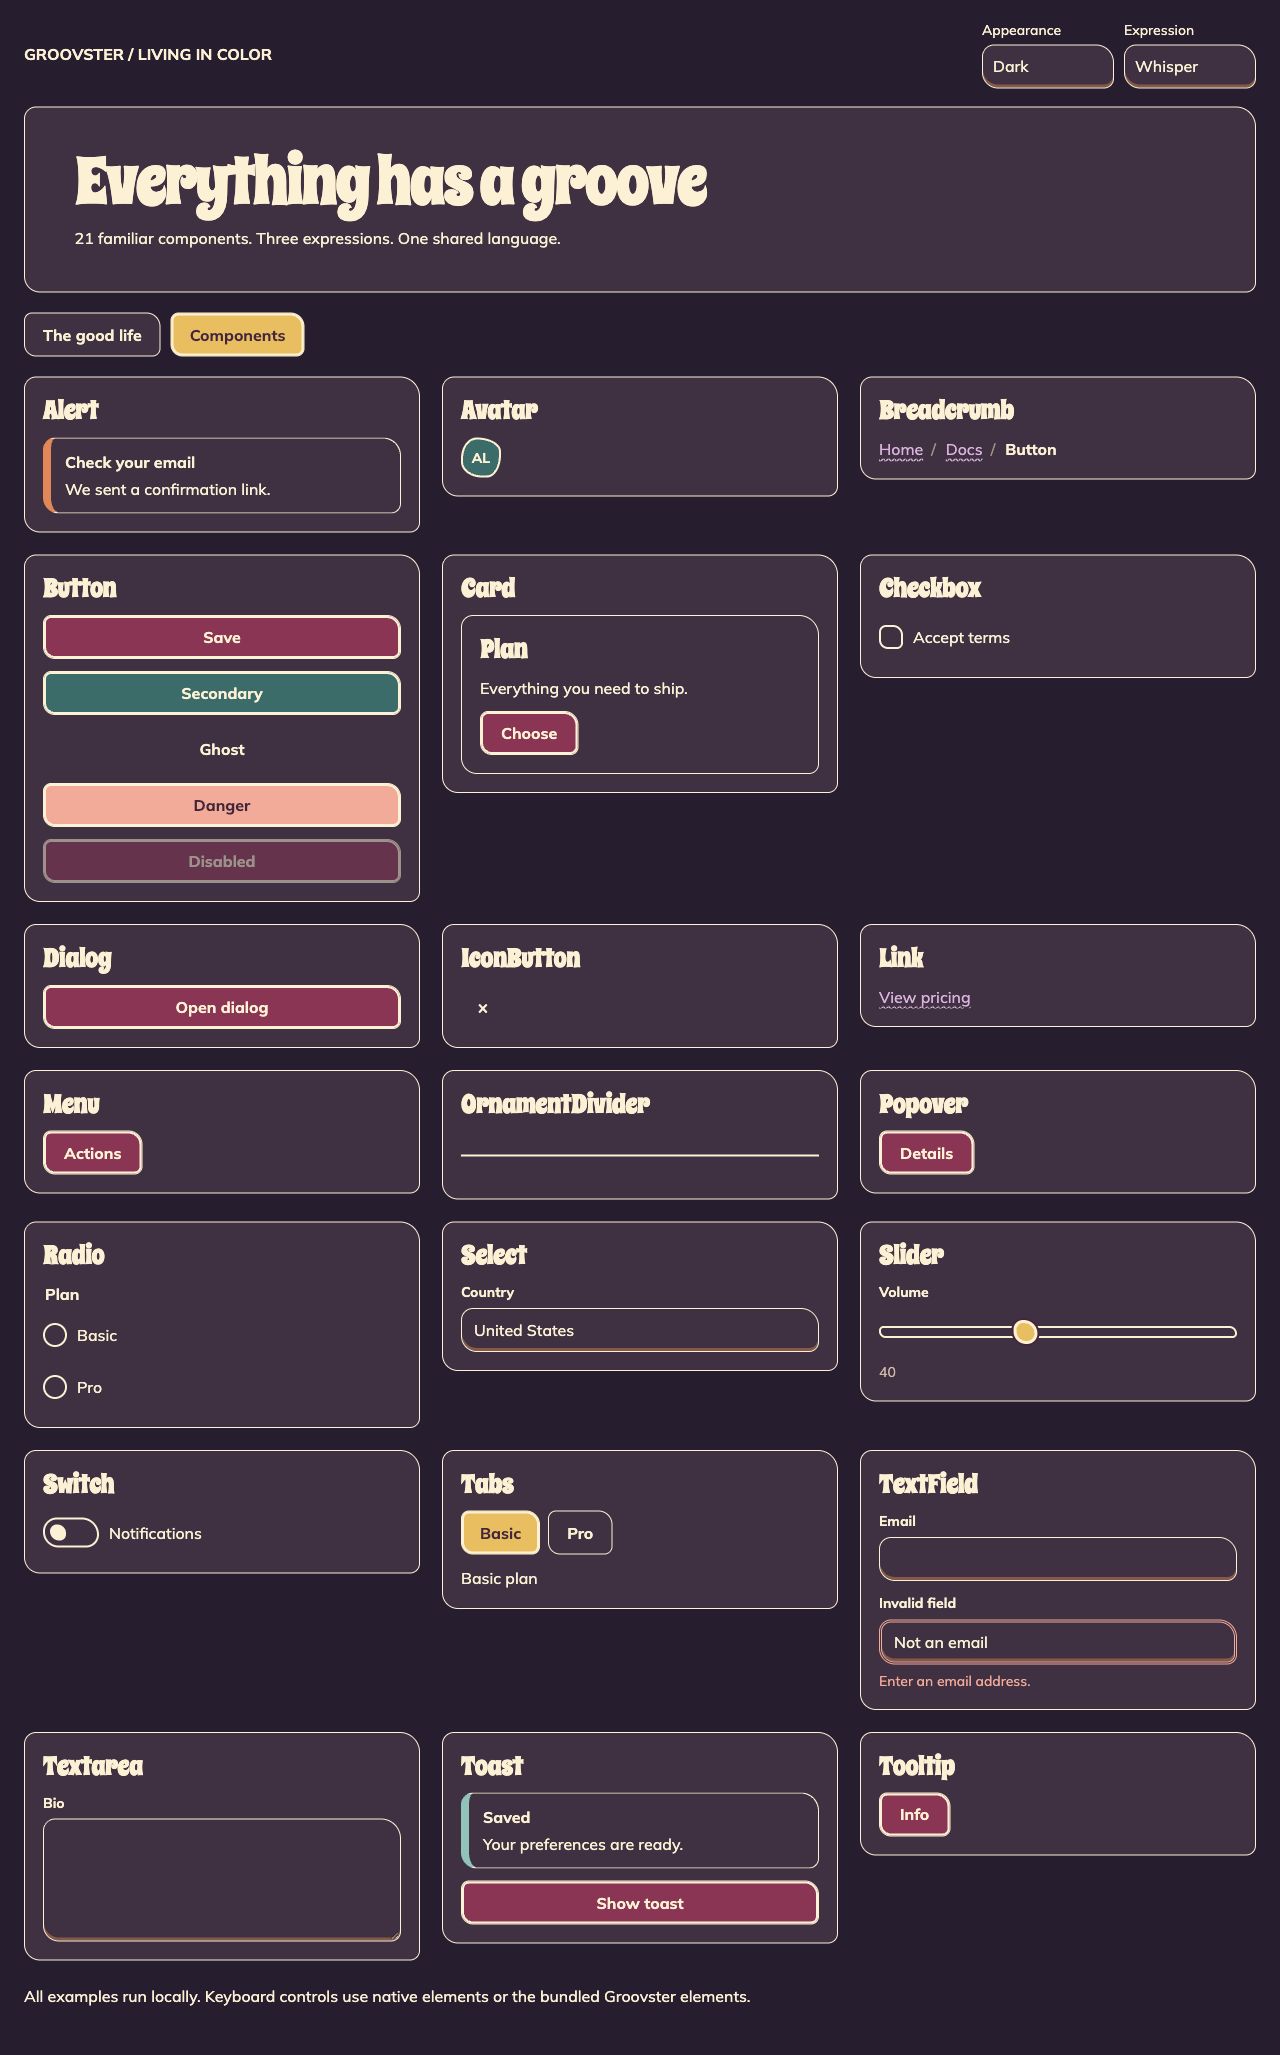 GROOVSTER / LIVING IN COLOR
Appearance
Expression
Dark
Whisper
Everything has a groove
21 familiar components. Three expressions. One shared language.
The good life
Components
Alert
Check your email
We sent a confirmation link.
Avatar
AL
Breadcrumb
Home / Docs / Button
Button
Save
Secondary
Ghost
Danger
Disabled
Card
Plan
Everything you need to ship.
Choose
Checkbox
Accept terms
Dialog
Open dialog
IconButton
×
Link
View pricing
Menu
Actions
OrnamentDivider
Popover
Details
Radio
Plan
Basic
Pro
Select
Country
United States
Slider
Volume
40
Switch
Notifications
Tabs
Basic
Pro
Basic plan
TextField
Email
Invalid field
Not an email
Enter an email address.
Textarea
Bio
Toast
Saved
Your preferences are ready.
Show toast
Tooltip
Info
All examples run locally. Keyboard controls use native elements or the bundled Groovster elements.